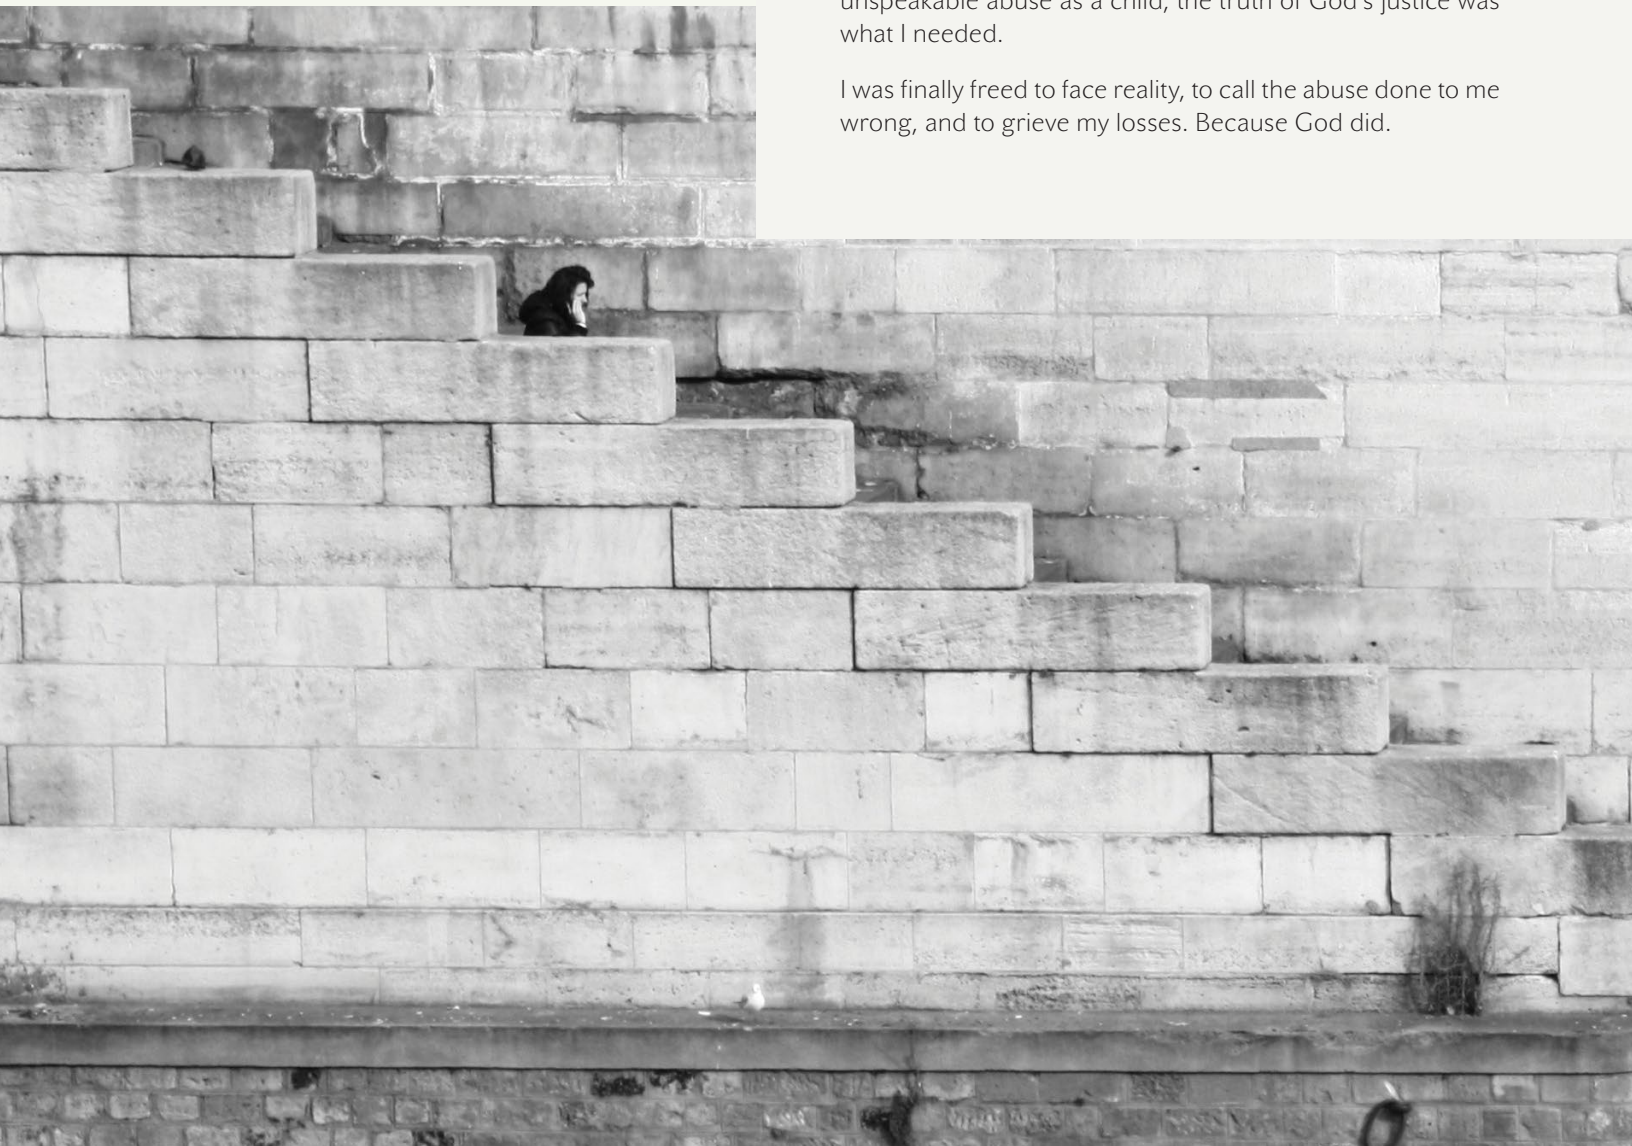 unspeakable abuse as a child, the truth of God's justice was
what I needed.
I was finally freed to face reality, to call the abuse done to me
wrong, and to grieve my losses. Because God did.